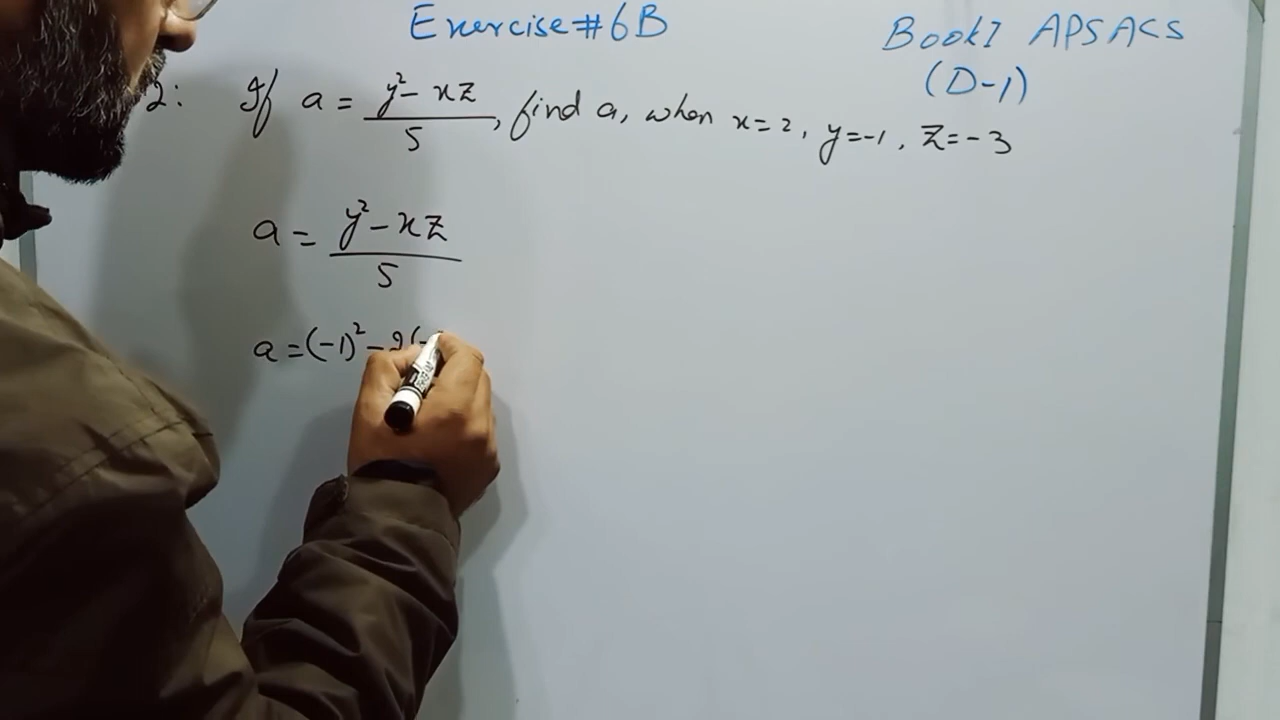 Exercise#6B
Book1 APSACS
(D-1)
2: If a = y²-xz/5, find a, when x=2, y=-1, z=-3
a = y²-xz/5
a =(-1)²-2(-